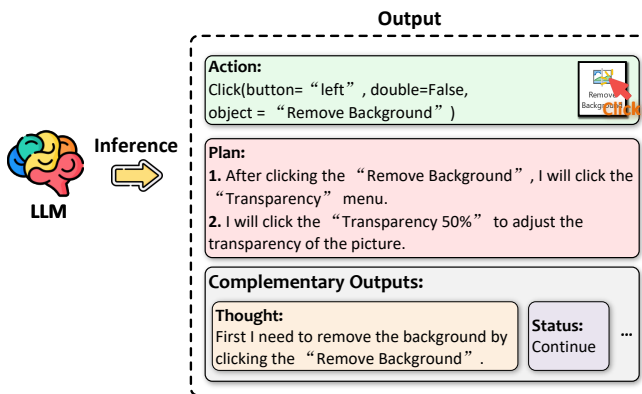 Output
Action:
Click(button= “left”, double=False,
object = “Remove Background”)
Remove
Background
Click
Inference
LLM
Plan:
1. After clicking the “Remove Background”, I will click the
“Transparency” menu.
2. I will click the “Transparency 50%” to adjust the
transparency of the picture.
Complementary Outputs:
Thought:
First I need to remove the background by
clicking the “Remove Background”.
Status:
Continue
...